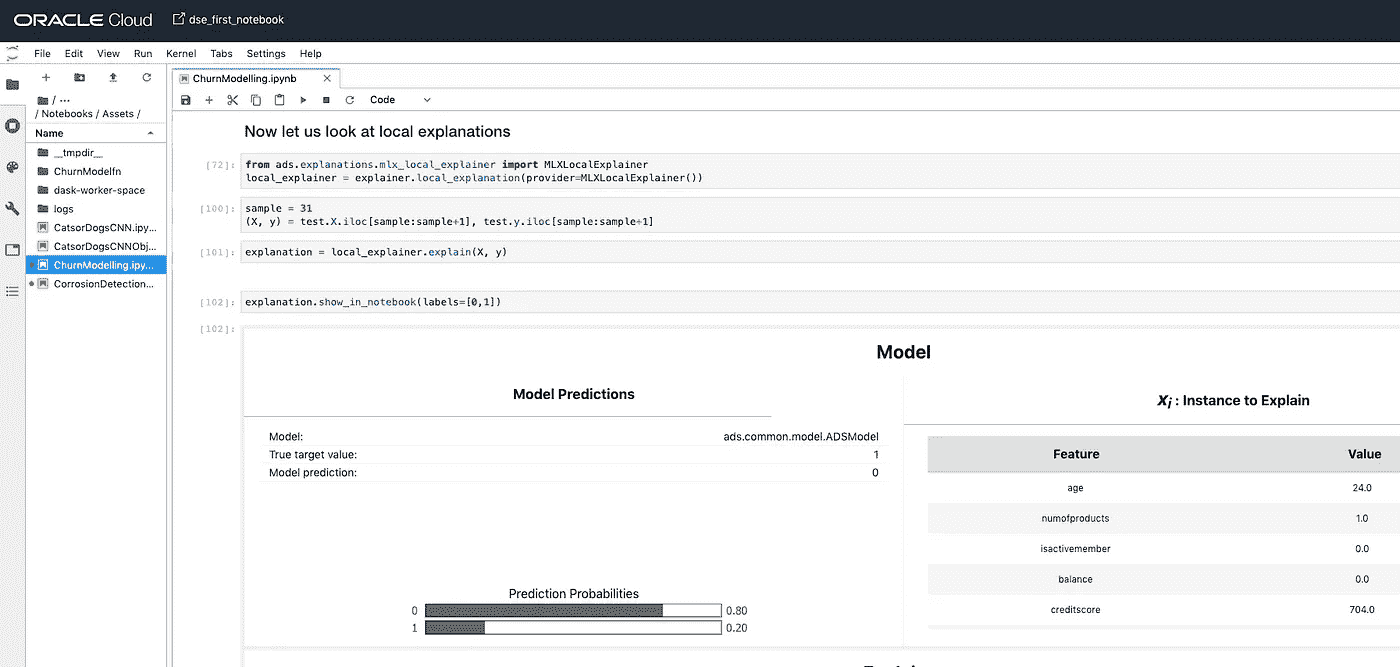 ORACLE Cloud dse_first_notebook
File Edit View Run Kernel Tabs Settings Help
ChurnModelling.ipynb
/ ...
/ Notebooks / Assets /
Name
__tmpdir__
ChurnModelfn
dask-worker-space
logs
CatsorDogsCNN.ipy...
CatsorDogsCNNObj...
ChurnModelling.ipy...
CorrosionDetection...
Code
Now let us look at local explanations
[72]: from ads.explanations.mlx_local_explainer import MLXLocalExplainer
local_explainer = explainer.local_explanation(provider=MLXLocalExplainer())
[100]: sample = 31
(X, y) = test.X.iloc[sample:sample+1], test.y.iloc[sample:sample+1]
[101]: explanation = local_explainer.explain(X, y)
[102]: explanation.show_in_notebook(labels=[0,1])
[102]:
Model
Model Predictions
Model: ads.common.model.ADSModel
True target value: 1
Model prediction: 0
Prediction Probabilities
0 0.80
1 0.20
Xi : Instance to Explain
Feature Value
age 24.0
numofproducts 1.0
isactivemember 0.0
balance 0.0
creditscore 704.0